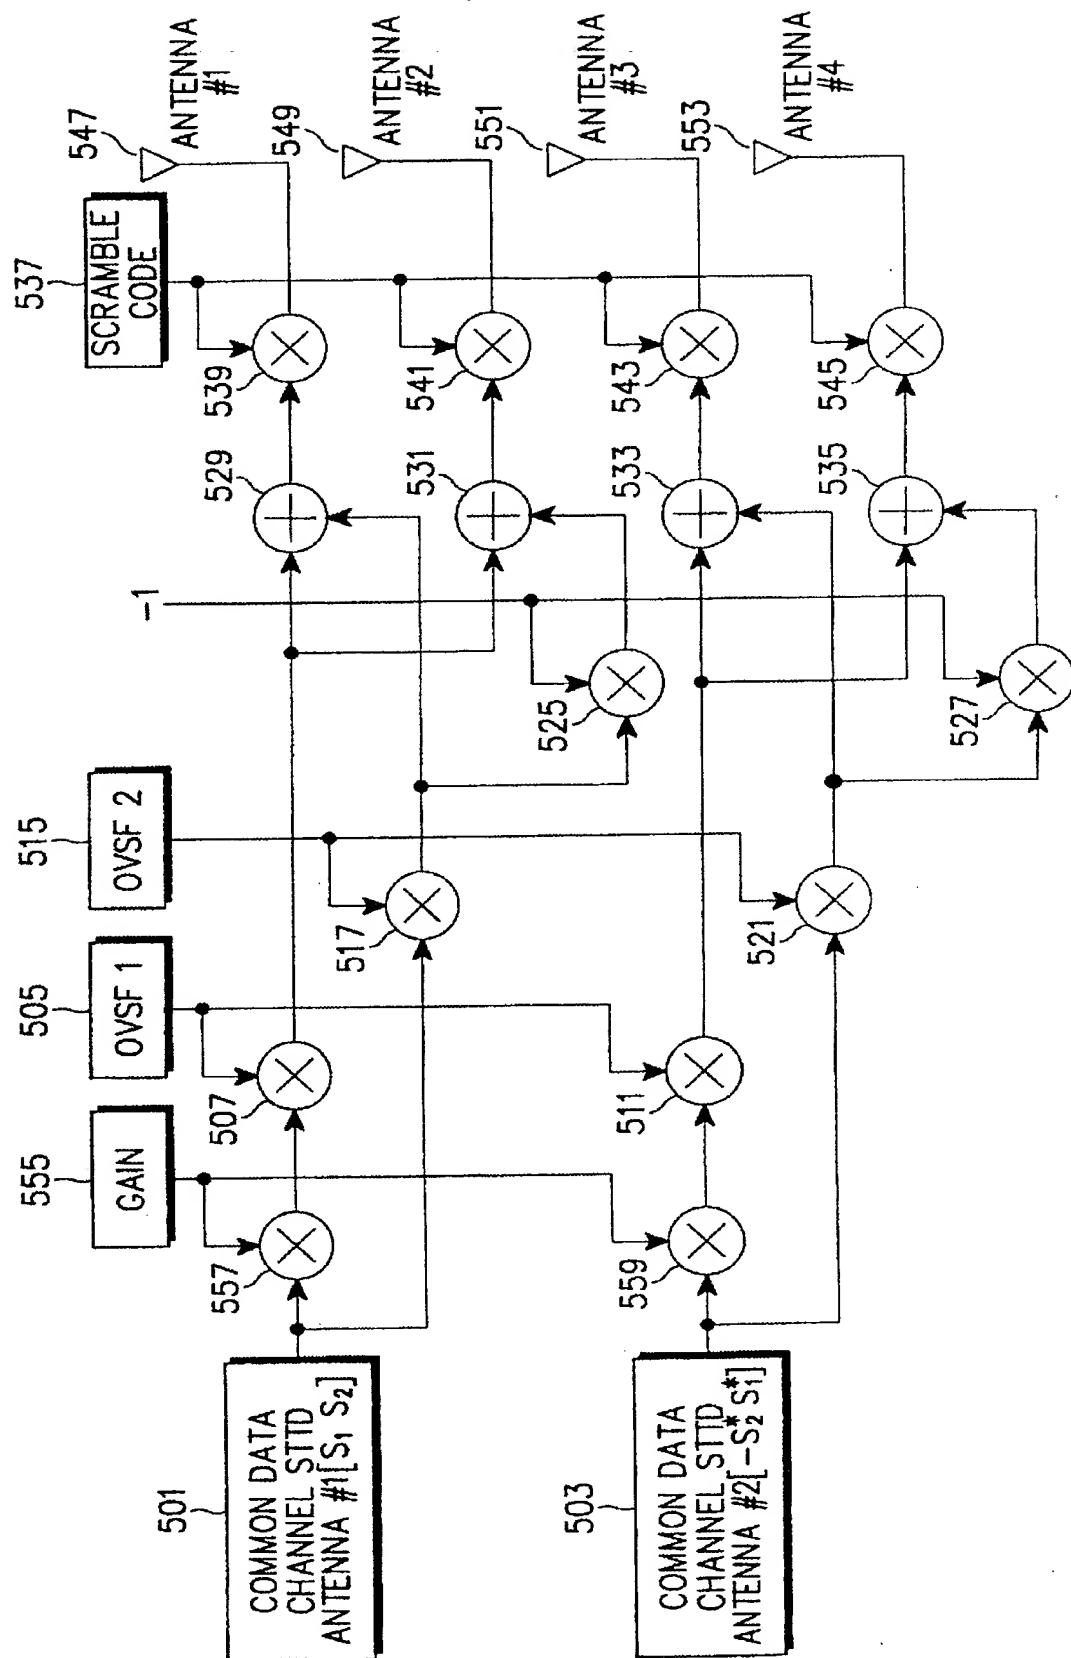 547
ANTENNA
#1
549
ANTENNA
#2
551
ANTENNA
#3
553
ANTENNA
#4
537
SCRAMBLE
CODE
539
541
543
545
529
531
533
535
-1
525
527
515
OVSF 2
517
521
505
OVSF 1
507
511
555
GAIN
557
559
501
COMMON DATA
CHANNEL STTD
ANTENNA #1[S₁ S₂]
503
COMMON DATA
CHANNEL STTD
ANTENNA #2[-S₂* S₁*]